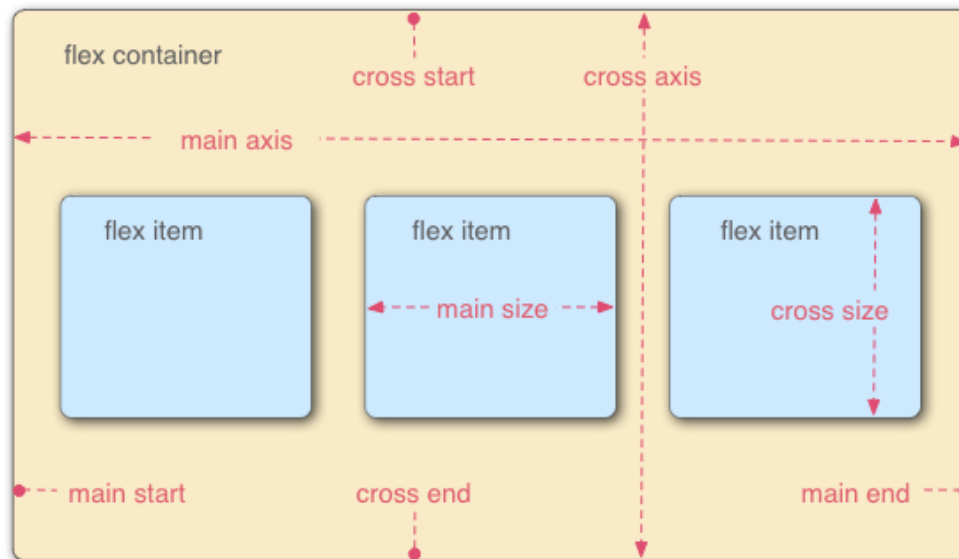 flex container
cross start
cross axis
main axis
flex item
flex item
flex item
main size
cross size
main start
cross end
main end